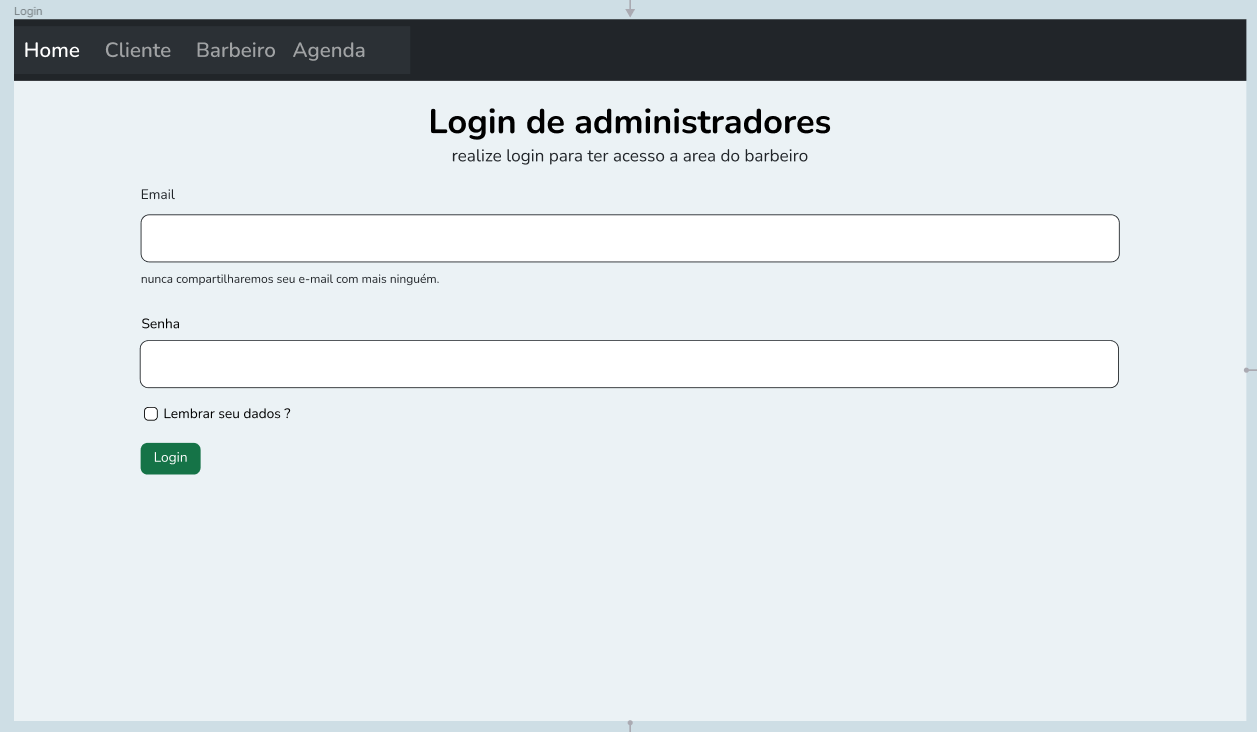 Login
Home Cliente Barbeiro Agenda
Login de administradores
realize login para ter acesso a area do barbeiro
Email
nunca compartilharemos seu e-mail com mais ninguém.
Senha
Lembrar seu dados ?
Login